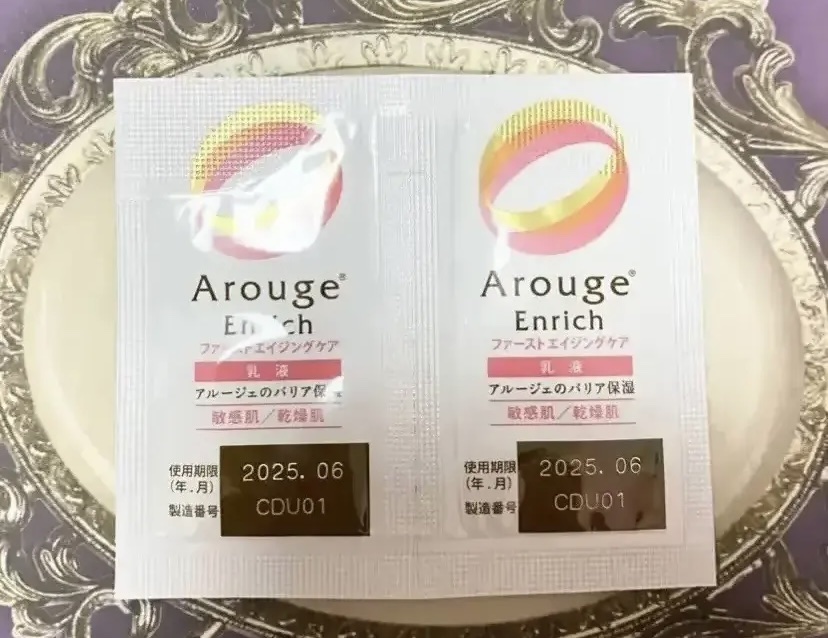 Arouge®
Enrich
ファーストエイジングケア
乳液
アルージェのバリア保
敏感肌／乾燥肌
使用期限
(年.月)
2025.06
製造番号
CDU01
Arouge®
Enrich
ファーストエイジングケア
乳液
アルージェのバリア保湿
敏感肌／乾燥肌
使用期限
(年.月)
2025.06
製造番号
CDU01